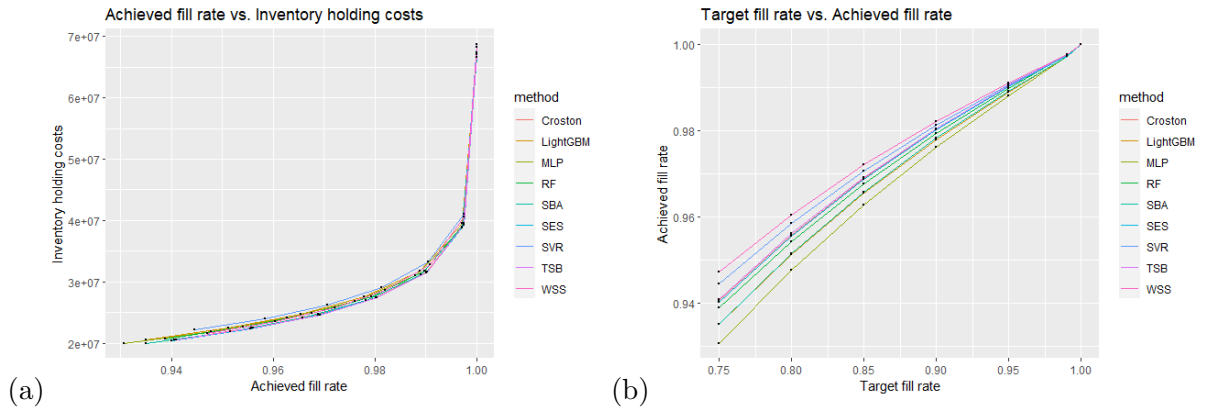 Achieved fill rate vs. Inventory holding costs
7e+07
6e+07
5e+07
4e+07
3e+07
2e+07
Inventory holding costs
0.94
0.96
0.98
1.00
Achieved fill rate
method
Croston
LightGBM
MLP
RF
SBA
SES
SVR
TSB
WSS
(a)
Target fill rate vs. Achieved fill rate
1.00
0.98
0.96
0.94
Achieved fill rate
0.75
0.80
0.85
0.90
0.95
1.00
Target fill rate
method
Croston
LightGBM
MLP
RF
SBA
SES
SVR
TSB
WSS
(b)